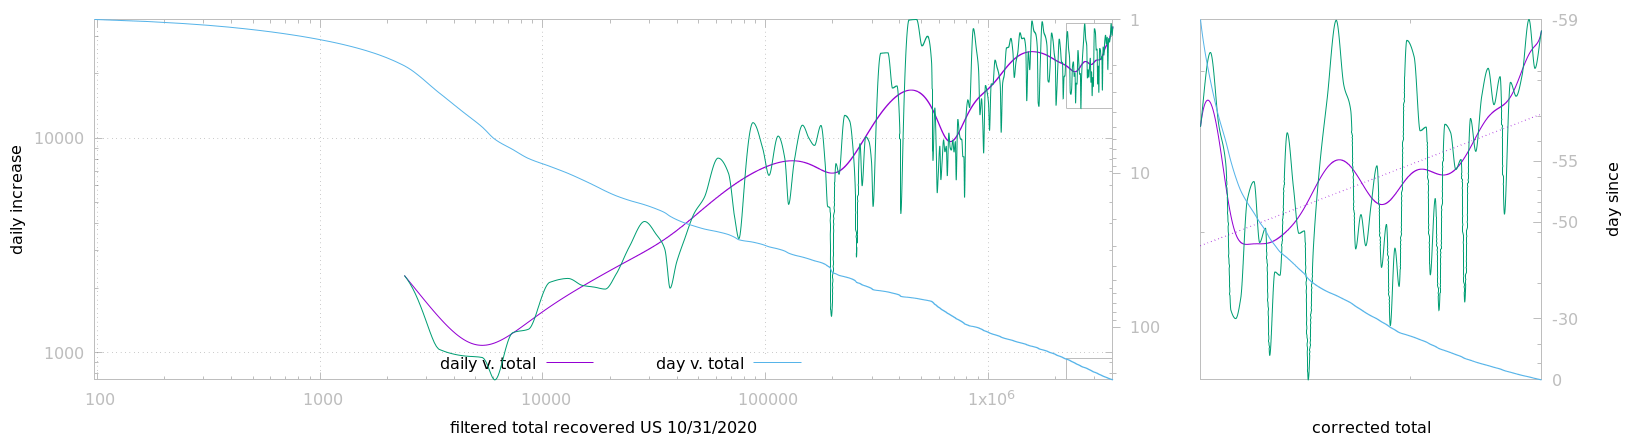 1
-59
10000
daily increase
10
-55
-50
day since
100
-30
1000
daily v. total
day v. total
0
100
1000
10000
100000
1x10^6
filtered total recovered US 10/31/2020
corrected total